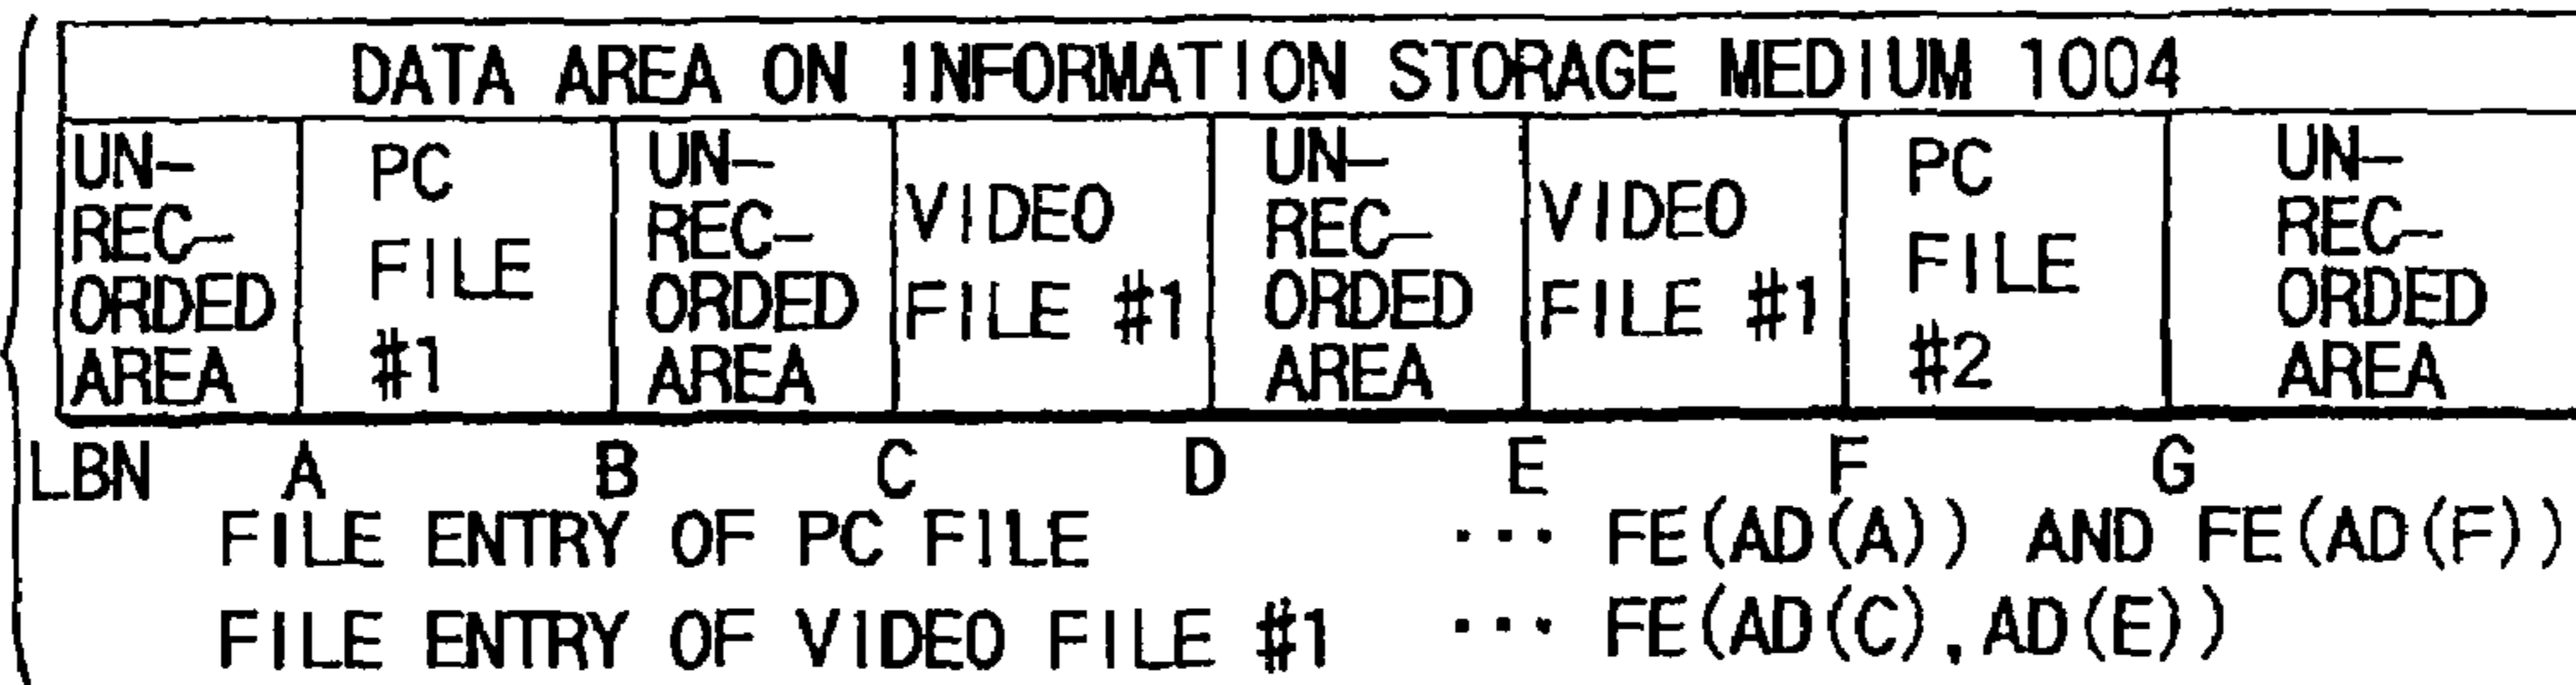 DATA AREA ON INFORMATION STORAGE MEDIUM 1004
UN-
REC-
ORDED
AREA
PC
FILE
#1
UN-
REC-
ORDED
AREA
VIDEO
FILE #1
UN-
REC-
ORDED
AREA
VIDEO
FILE #1
PC
FILE
#2
UN-
REC-
ORDED
AREA
LBN A B C D E F G
FILE ENTRY OF PC FILE ··· FE(AD(A)) AND FE(AD(F))
FILE ENTRY OF VIDEO FILE #1 ··· FE(AD(C),AD(E))